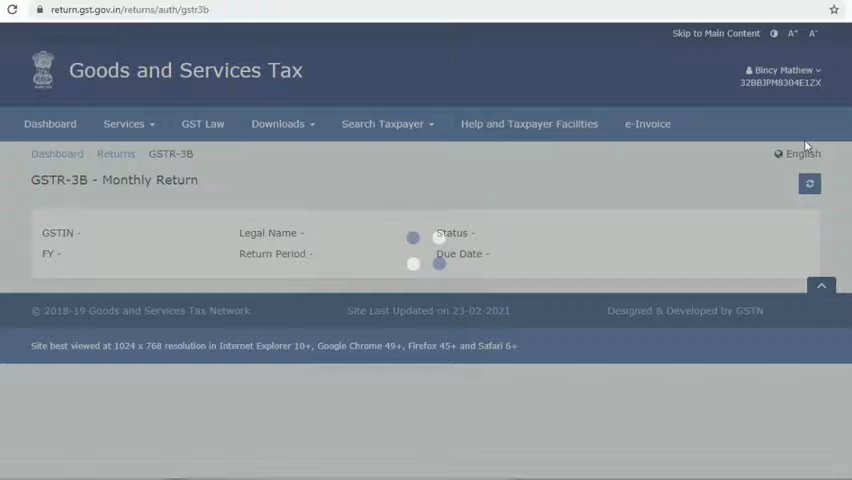 return.gst.gov.in/returns/auth/gstr3b
Skip to Main Content A+ A-
Goods and Services Tax
Bincy Mathew
32BBJPM8304E1ZX
Dashboard Services GST Law Downloads Search Taxpayer Help and Taxpayer Facilities e-Invoice
Dashboard Returns GSTR-3B English
GSTR-3B - Monthly Return
GSTIN - Legal Name - Status -
FY - Return Period - Due Date -
© 2018-19 Goods and Services Tax Network Site Last Updated on 23-02-2021 Designed & Developed by GSTN
Site best viewed at 1024 x 768 resolution in Internet Explorer 10+, Google Chrome 49+, Firefox 45+ and Safari 6+